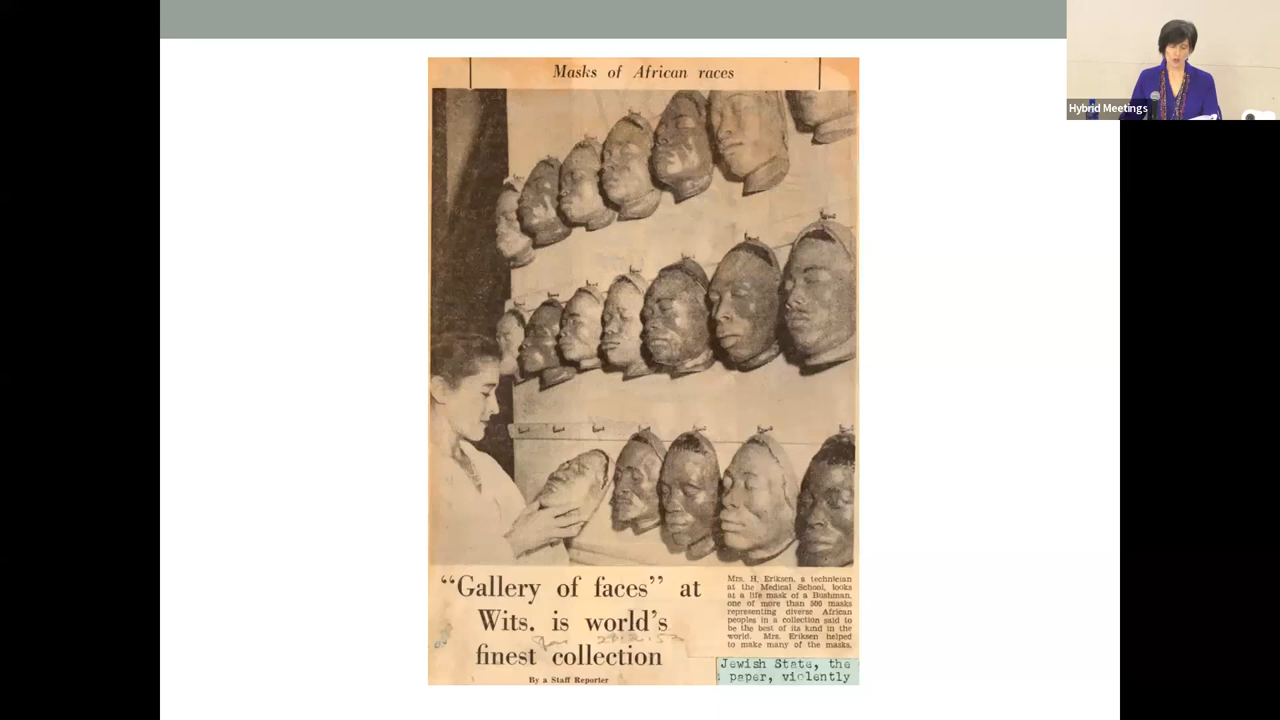 Hybrid Meetings
Masks of African races
“Gallery of faces” at
Wits. is world’s
finest collection
By a Staff Reporter
Mrs. H. Eriksen, a technician
at the Medical School, looks
at a life mask of a Bushman,
one of more than 500 masks
representing diverse African
peoples in a collection said to
be the best of its kind in the
world. Mrs. Eriksen helped
to make many of the masks.
Jewish State, the
paper, violently